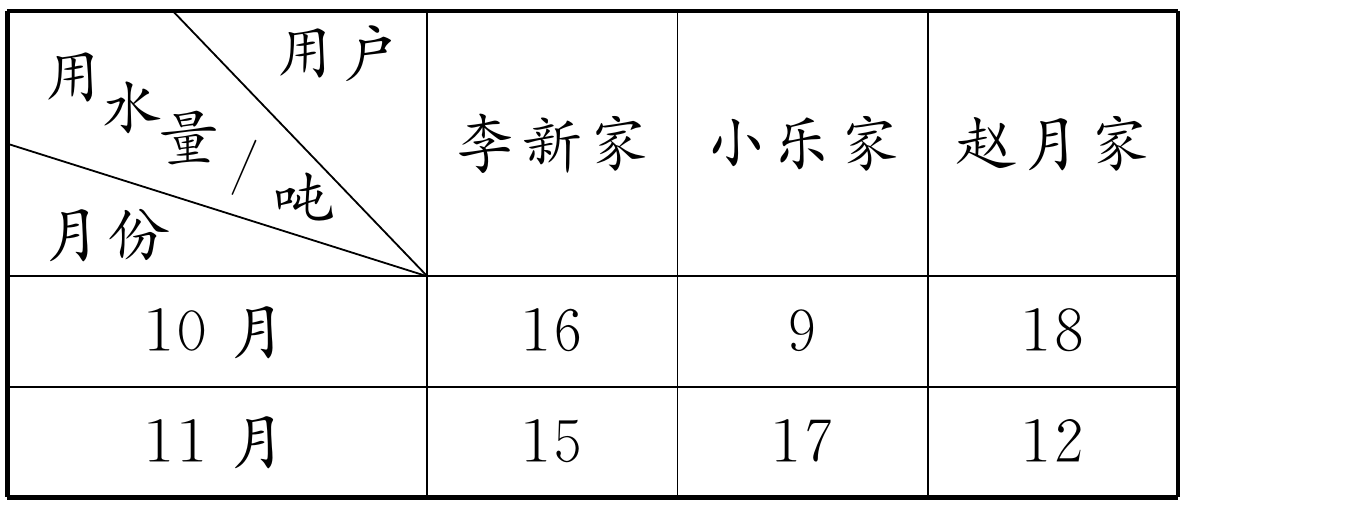 用户
用水量/吨
月份
李新家 小乐家 赵月家
10 月 16 9 18
11 月 15 17 12